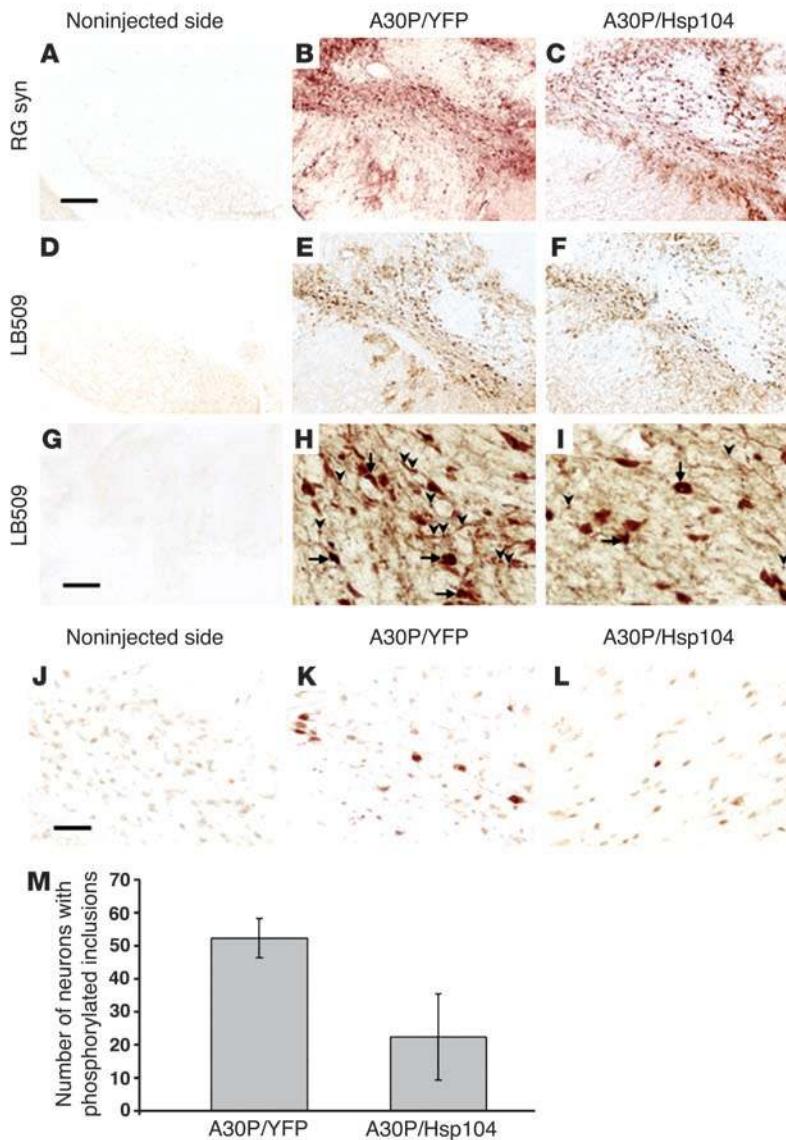 Noninjected side A30P/YFP A30P/Hsp104
A B C
RG syn
D E F
LB509
G H I
LB509
Noninjected side A30P/YFP A30P/Hsp104
J K L
M
Number of neurons with
phosphorylated inclusions
70
60
50
40
30
20
10
0
A30P/YFP A30P/Hsp104